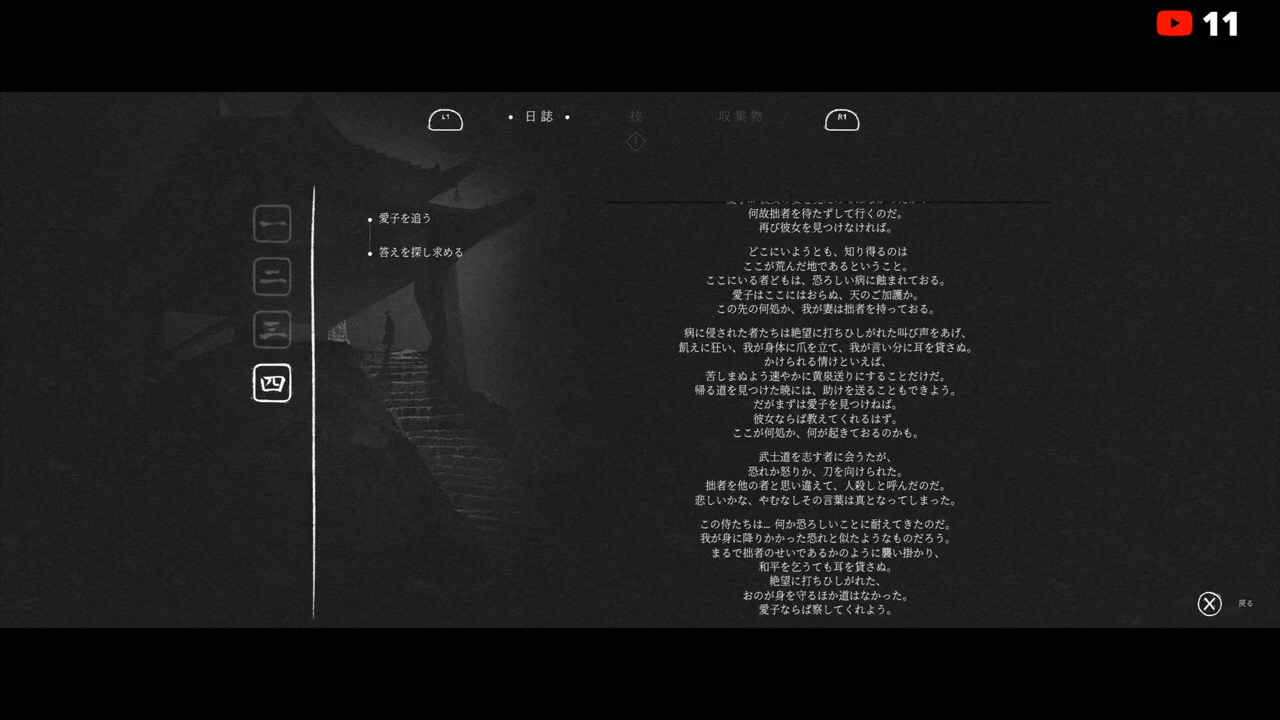 11
L1
• 日誌 •
技
収集物
R1
!
一
二
三
四
愛子を追う
答えを探し求める
何故拙者を待たずして行くのだ。
再び彼女を見つけなければ。
どこにいようとも、知り得るのは
ここが荒んだ地であるということ。
ここにいる者どもは、恐ろしい病に蝕まれておる。
愛子はここにはおらぬ、天のご加護か。
この先の何処か、我が妻は拙者を持っておる。
病に侵された者たちは絶望に打ちひしがれた叫び声をあげ、
飢えに狂い、我が身体に爪を立て、我が言い分に耳を貸さぬ。
かけられる情けといえば、
苦しまぬよう速やかに黄泉送りにすることだけだ。
帰る道を見つけた暁には、助けを送ることもできよう。
だがまずは愛子を見つけねば。
彼女ならば教えてくれるはず。
ここが何処か、何が起きておるのかも。
武士道を志す者に会うたが、
恐れか怒りか、刀を向けられた。
拙者を他の者と思い違えて、人殺しと呼んだのだ。
悲しいかな、やむなしその言葉は真となってしまった。
この侍たちは... 何か恐ろしいことに耐えてきたのだ。
我が身に降りかかった恐れと似たようなものだろう。
まるで拙者のせいであるかのように襲い掛かり、
和平を乞うても耳を貸さぬ。
絶望に打ちひしがれた、
おのが身を守るほか道はなかった。
愛子ならば察してくれよう。
戻る